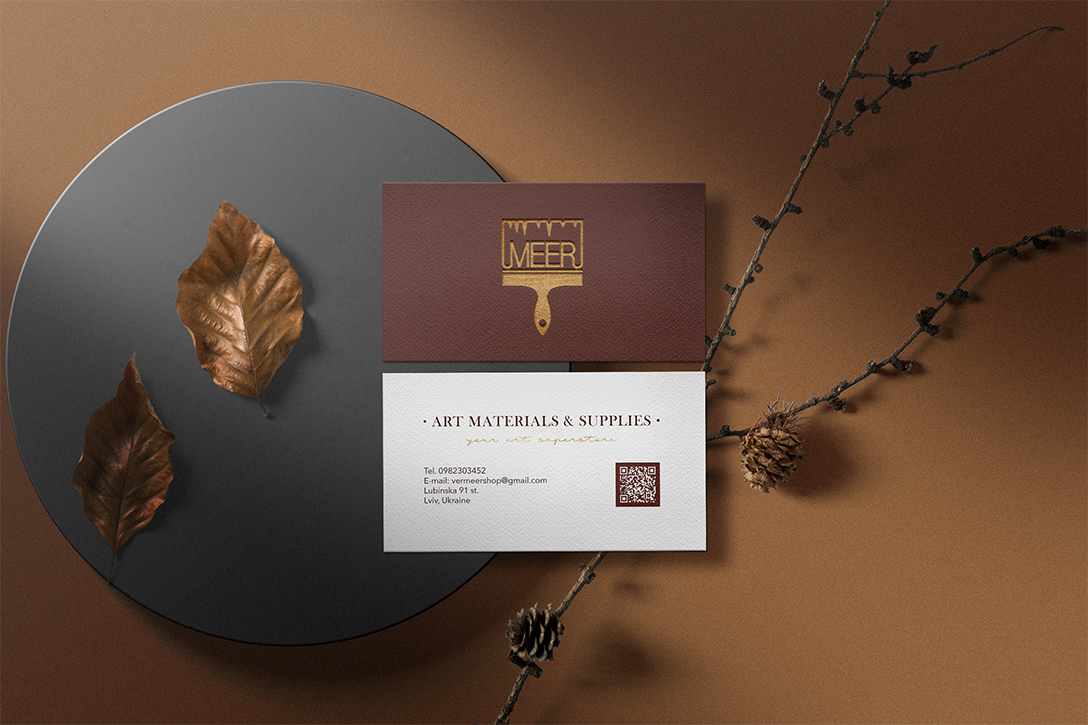 MEER
· ART MATERIALS & SUPPLIES ·
your art superstore
Tel. 0982303452
E-mail: vermeershop@gmail.com
Lubinska 91 st.
Lviv, Ukraine